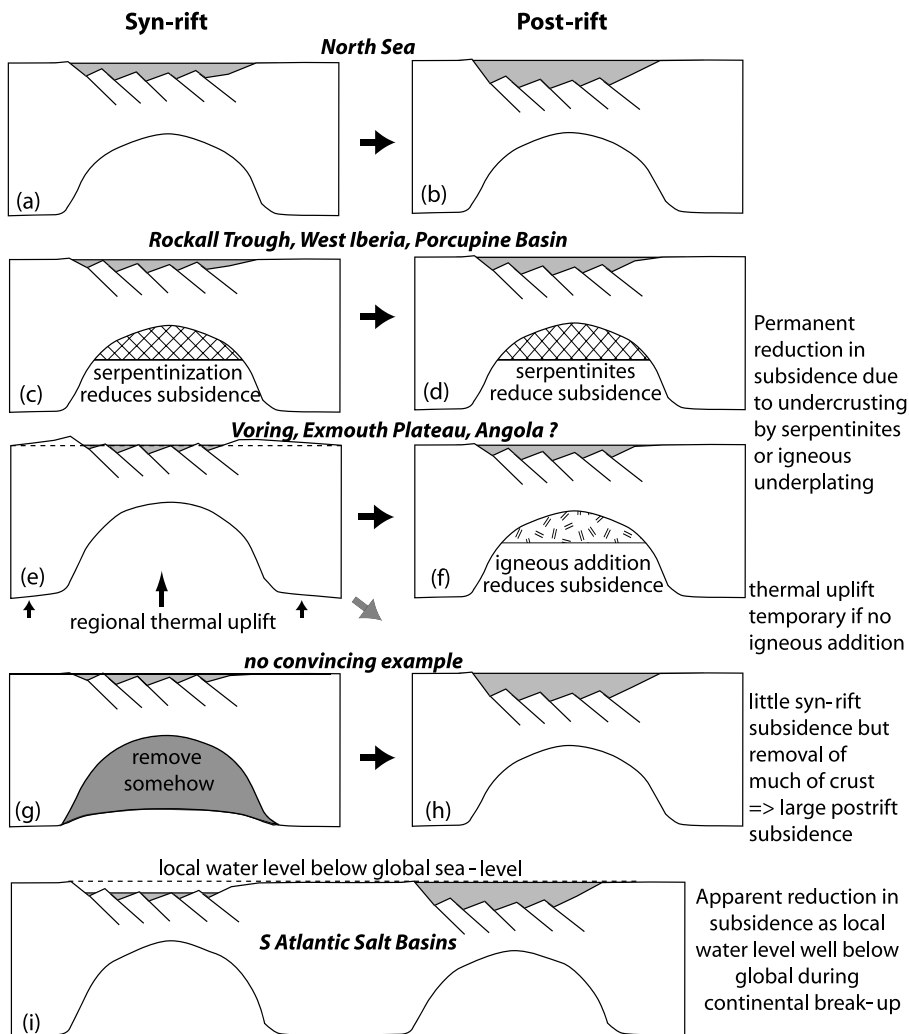 Syn-rift
Post-rift
North Sea
(a)
(b)
Rockall Trough, West Iberia, Porcupine Basin
(c)
serpentinization
reduces subsidence
(d)
serpentinites
reduce subsidence
Permanent
reduction in
subsidence due
to undercrusting
by serpentinites
or igneous
underplating
Voring, Exmouth Plateau, Angola ?
(e)
regional thermal uplift
(f)
igneous addition
reduces subsidence
thermal uplift
temporary if no
igneous addition
no convincing example
(g)
remove
somehow
(h)
little syn-rift
subsidence but
removal of
much of crust
=> large postrift
subsidence
local water level below global sea-level
S Atlantic Salt Basins
(i)
Apparent reduction in
subsidence as local
water level well below
global during
continental break-up